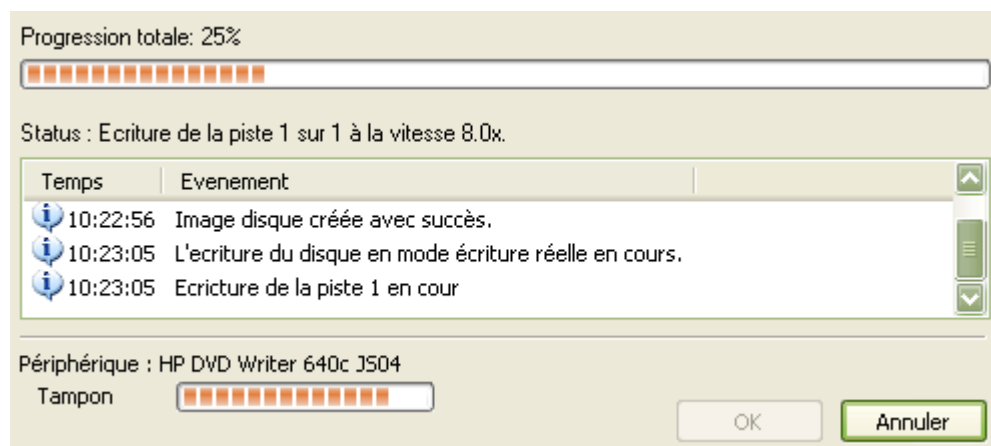 Progression totale: 25%
Status : Ecriture de la piste 1 sur 1 à la vitesse 8.0x.
Temps Evenement
10:22:56 Image disque créée avec succès.
10:23:05 L'ecriture du disque en mode écriture réelle en cours.
10:23:05 Ecricture de la piste 1 en cour
Périphérique : HP DVD Writer 640c JS04
Tampon
OK Annuler